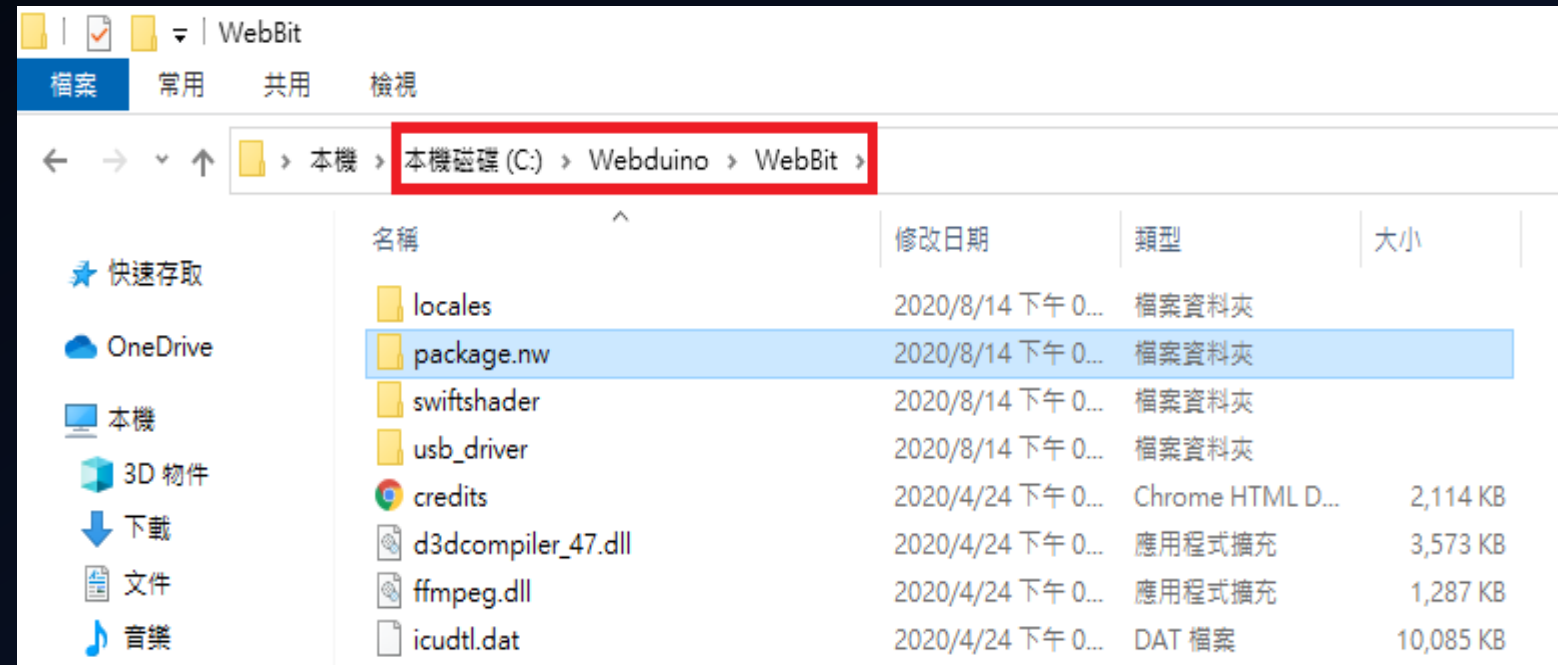 WebBit
檔案 常用 共用 檢視
本機 本機磁碟 (C:) Webduino WebBit
名稱 修改日期 類型 大小
快速存取
OneDrive
本機
3D 物件
下載
文件
音樂
locales 2020/8/14 下午 0... 檔案資料夾
package.nw 2020/8/14 下午 0... 檔案資料夾
swiftshader 2020/8/14 下午 0... 檔案資料夾
usb_driver 2020/8/14 下午 0... 檔案資料夾
credits 2020/4/24 下午 0... Chrome HTML D... 2,114 KB
d3dcompiler_47.dll 2020/4/24 下午 0... 應用程式擴充 3,573 KB
ffmpeg.dll 2020/4/24 下午 0... 應用程式擴充 1,287 KB
icudtl.dat 2020/4/24 下午 0... DAT 檔案 10,085 KB